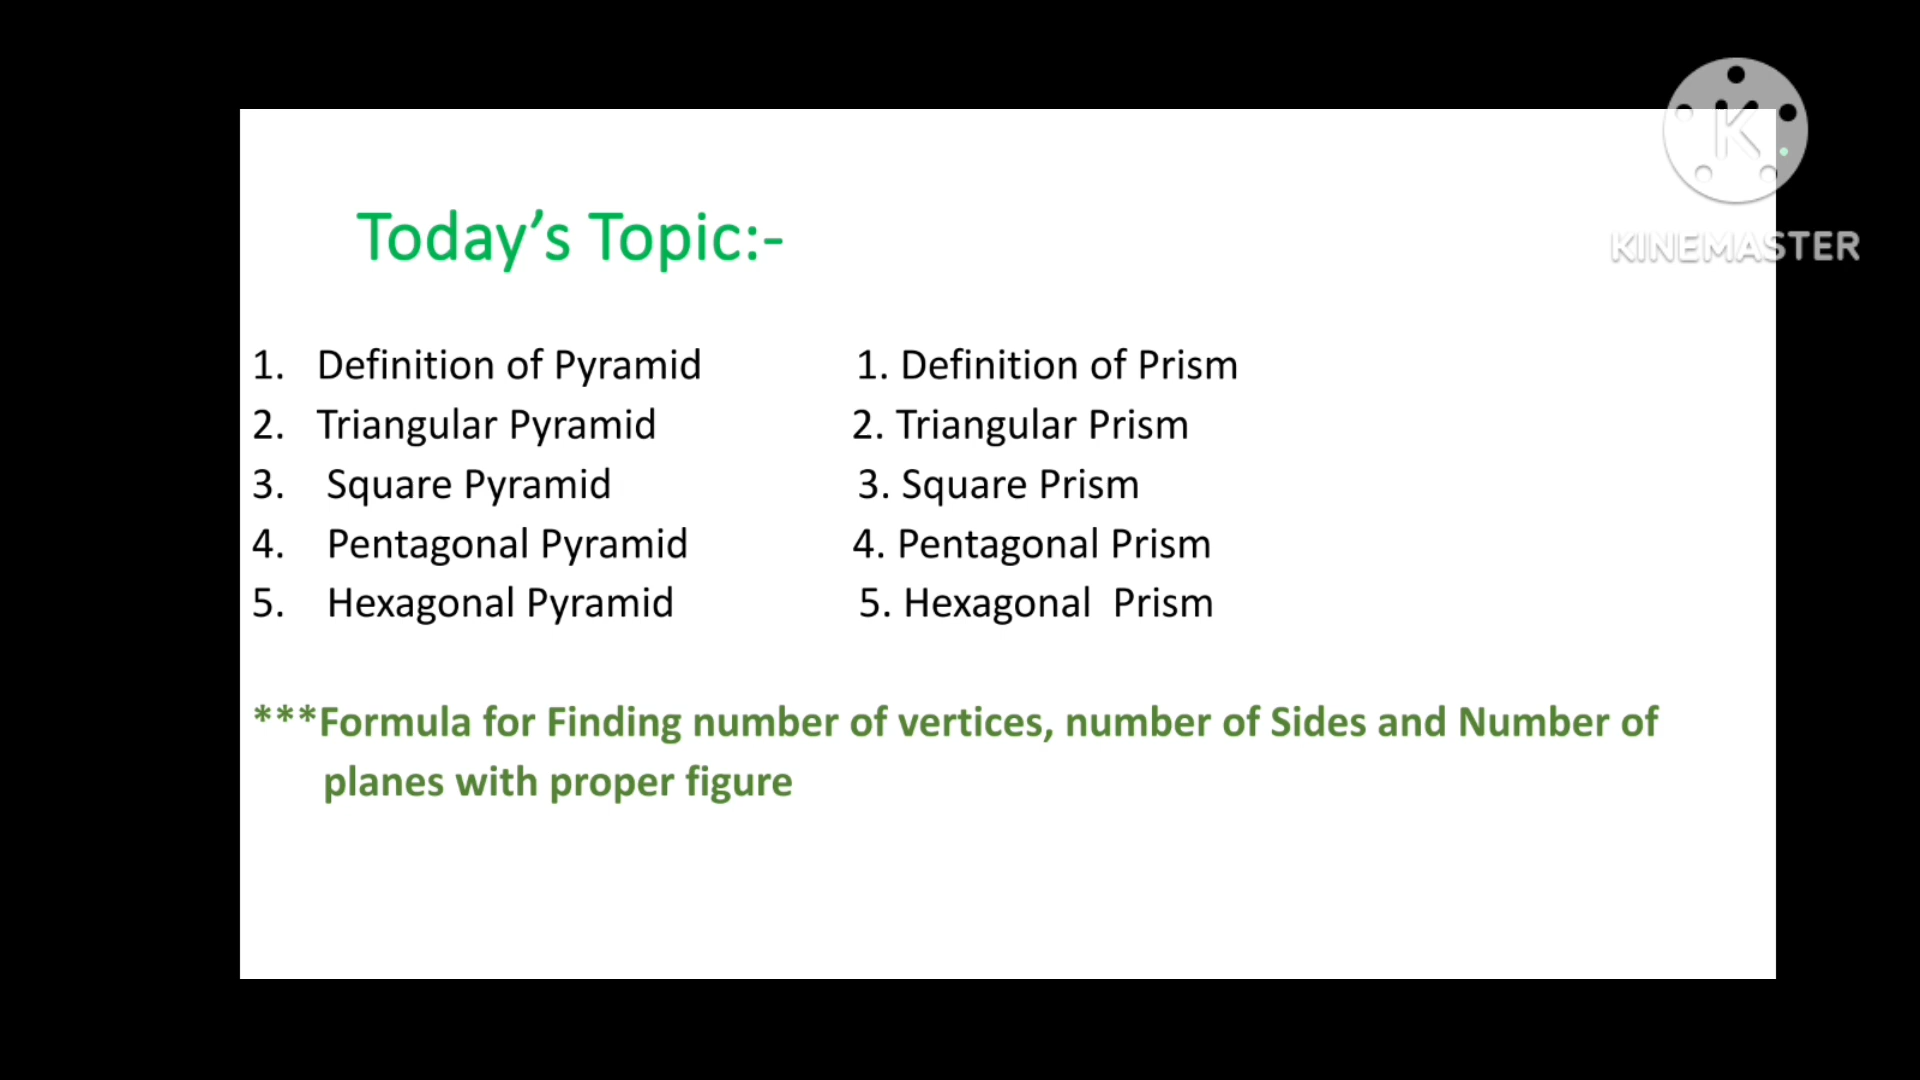 KINEMASTER
Today's Topic:-
1. Definition of Pyramid 1. Definition of Prism
2. Triangular Pyramid 2. Triangular Prism
3. Square Pyramid 3. Square Prism
4. Pentagonal Pyramid 4. Pentagonal Prism
5. Hexagonal Pyramid 5. Hexagonal Prism
***Formula for Finding number of vertices, number of Sides and Number of
planes with proper figure